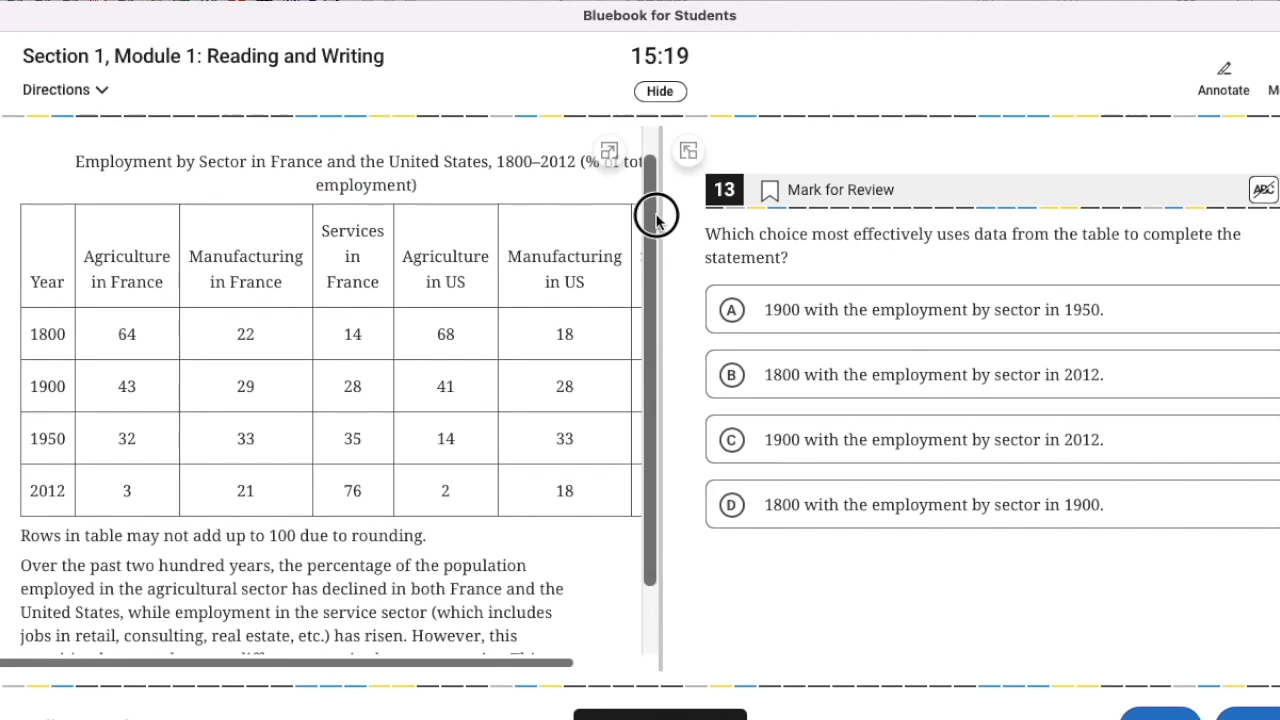 Bluebook for Students
Section 1, Module 1: Reading and Writing
15:19
Directions
Hide
Annotate
Employment by Sector in France and the United States, 1800–2012 (% of tot
employment)
Year | Agriculture in France | Manufacturing in France | Services in France | Agriculture in US | Manufacturing in US
1800 | 64 | 22 | 14 | 68 | 18
1900 | 43 | 29 | 28 | 41 | 28
1950 | 32 | 33 | 35 | 14 | 33
2012 | 3 | 21 | 76 | 2 | 18
Rows in table may not add up to 100 due to rounding.
Over the past two hundred years, the percentage of the population
employed in the agricultural sector has declined in both France and the
United States, while employment in the service sector (which includes
jobs in retail, consulting, real estate, etc.) has risen. However, this
13 Mark for Review ABC
Which choice most effectively uses data from the table to complete the
statement?
A 1900 with the employment by sector in 1950.
B 1800 with the employment by sector in 2012.
C 1900 with the employment by sector in 2012.
D 1800 with the employment by sector in 1900.